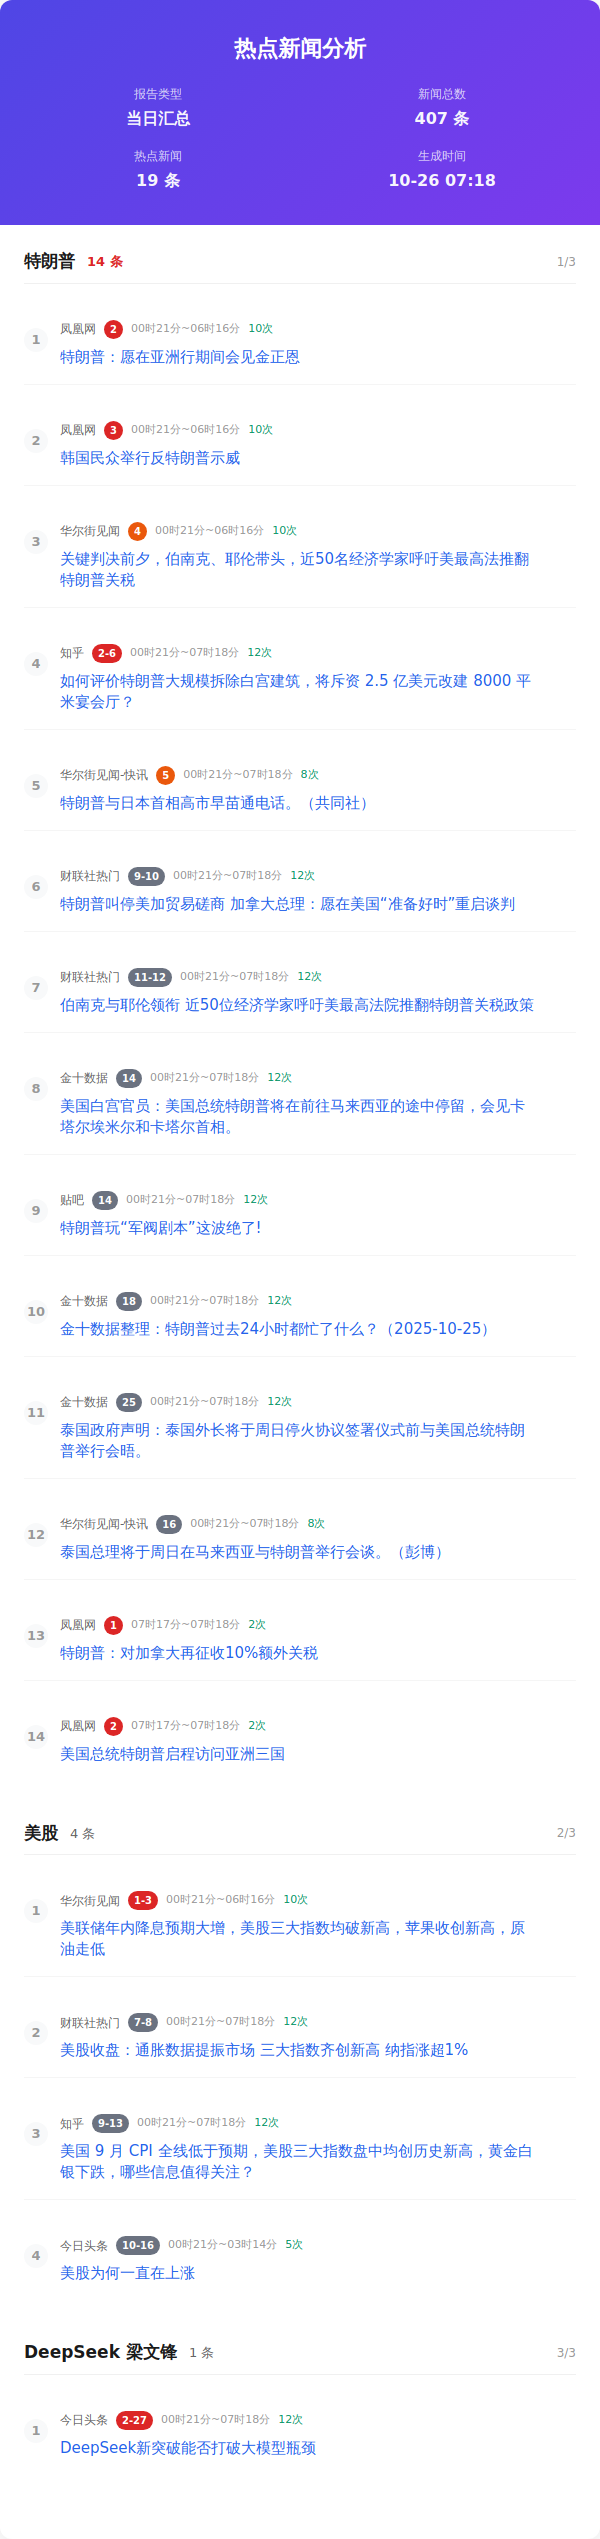 热点新闻分析
报告类型
新闻总数
当日汇总
407 条
热点新闻
生成时间
19 条
10-26 07:18
特朗普 14 条 1/3
1 凤凰网 2 00时21分~06时16分 10次
特朗普：愿在亚洲行期间会见金正恩
2 凤凰网 3 00时21分~06时16分 10次
韩国民众举行反特朗普示威
3 华尔街见闻 4 00时21分~06时16分 10次
关键判决前夕，伯南克、耶伦带头，近50名经济学家呼吁美最高法推翻
特朗普关税
4 知乎 2-6 00时21分~07时18分 12次
如何评价特朗普大规模拆除白宫建筑，将斥资 2.5 亿美元改建 8000 平
米宴会厅？
5 华尔街见闻-快讯 5 00时21分~07时18分 8次
特朗普与日本首相高市早苗通电话。（共同社）
6 财联社热门 9-10 00时21分~07时18分 12次
特朗普叫停美加贸易磋商 加拿大总理：愿在美国“准备好时”重启谈判
7 财联社热门 11-12 00时21分~07时18分 12次
伯南克与耶伦领衔 近50位经济学家呼吁美最高法院推翻特朗普关税政策
8 金十数据 14 00时21分~07时18分 12次
美国白宫官员：美国总统特朗普将在前往马来西亚的途中停留，会见卡
塔尔埃米尔和卡塔尔首相。
9 贴吧 14 00时21分~07时18分 12次
特朗普玩“军阀剧本”这波绝了!
10 金十数据 18 00时21分~07时18分 12次
金十数据整理：特朗普过去24小时都忙了什么？（2025-10-25）
11 金十数据 25 00时21分~07时18分 12次
泰国政府声明：泰国外长将于周日停火协议签署仪式前与美国总统特朗
普举行会晤。
12 华尔街见闻-快讯 16 00时21分~07时18分 8次
泰国总理将于周日在马来西亚与特朗普举行会谈。（彭博）
13 凤凰网 1 07时17分~07时18分 2次
特朗普：对加拿大再征收10%额外关税
14 凤凰网 2 07时17分~07时18分 2次
美国总统特朗普启程访问亚洲三国
美股 4 条 2/3
1 华尔街见闻 1-3 00时21分~06时16分 10次
美联储年内降息预期大增，美股三大指数均破新高，苹果收创新高，原
油走低
2 财联社热门 7-8 00时21分~07时18分 12次
美股收盘：通胀数据提振市场 三大指数齐创新高 纳指涨超1%
3 知乎 9-13 00时21分~07时18分 12次
美国 9 月 CPI 全线低于预期，美股三大指数盘中均创历史新高，黄金白
银下跌，哪些信息值得关注？
4 今日头条 10-16 00时21分~03时14分 5次
美股为何一直在上涨
DeepSeek 梁文锋 1 条 3/3
1 今日头条 2-27 00时21分~07时18分 12次
DeepSeek新突破能否打破大模型瓶颈